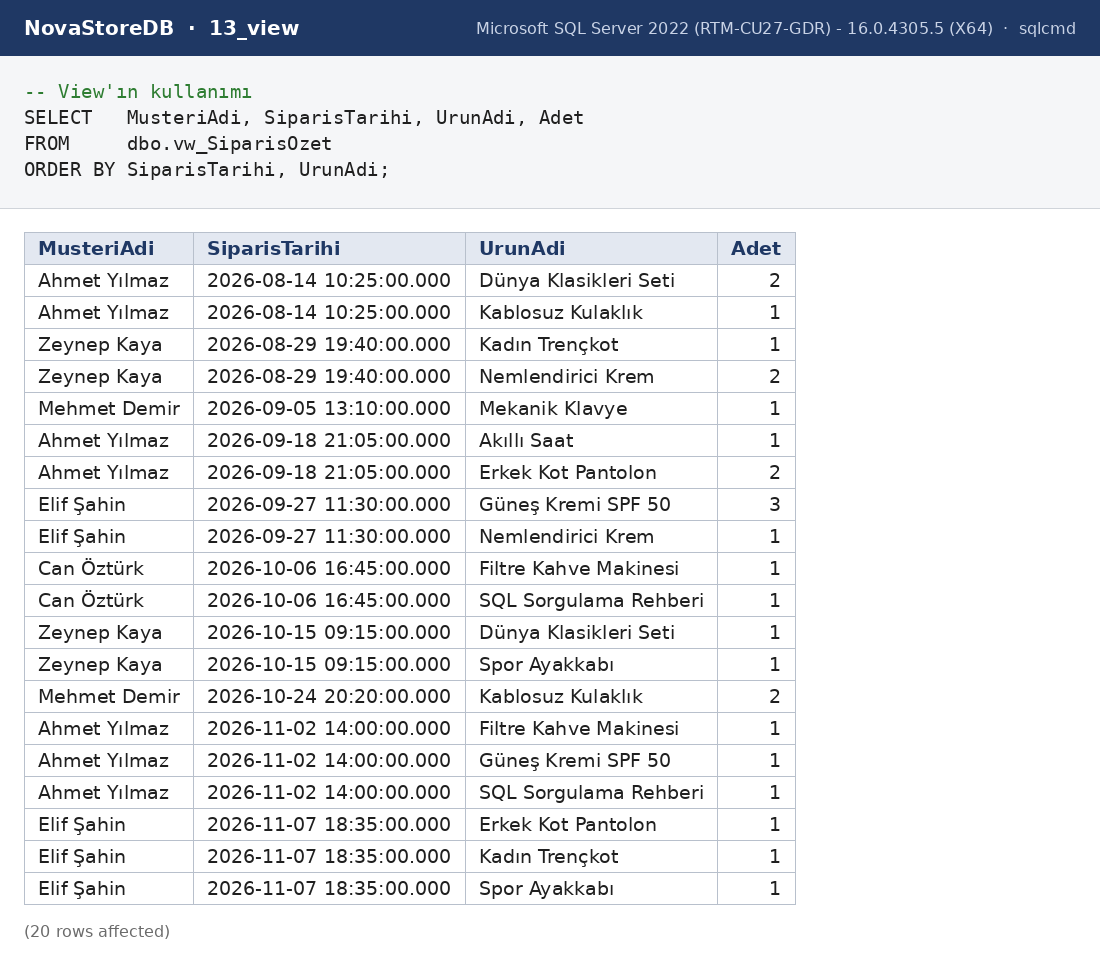 NovaStoreDB · 13_view
Microsoft SQL Server 2022 (RTM-CU27-GDR) - 16.0.4305.5 (X64) · sqlcmd
-- View'ın kullanımı
SELECT   MusteriAdi, SiparisTarihi, UrunAdi, Adet
FROM     dbo.vw_SiparisOzet
ORDER BY SiparisTarihi, UrunAdi;
MusteriAdi SiparisTarihi UrunAdi Adet
Ahmet Yılmaz 2026-08-14 10:25:00.000 Dünya Klasikleri Seti 2
Ahmet Yılmaz 2026-08-14 10:25:00.000 Kablosuz Kulaklık 1
Zeynep Kaya 2026-08-29 19:40:00.000 Kadın Trençkot 1
Zeynep Kaya 2026-08-29 19:40:00.000 Nemlendirici Krem 2
Mehmet Demir 2026-09-05 13:10:00.000 Mekanik Klavye 1
Ahmet Yılmaz 2026-09-18 21:05:00.000 Akıllı Saat 1
Ahmet Yılmaz 2026-09-18 21:05:00.000 Erkek Kot Pantolon 2
Elif Şahin 2026-09-27 11:30:00.000 Güneş Kremi SPF 50 3
Elif Şahin 2026-09-27 11:30:00.000 Nemlendirici Krem 1
Can Öztürk 2026-10-06 16:45:00.000 Filtre Kahve Makinesi 1
Can Öztürk 2026-10-06 16:45:00.000 SQL Sorgulama Rehberi 1
Zeynep Kaya 2026-10-15 09:15:00.000 Dünya Klasikleri Seti 1
Zeynep Kaya 2026-10-15 09:15:00.000 Spor Ayakkabı 1
Mehmet Demir 2026-10-24 20:20:00.000 Kablosuz Kulaklık 2
Ahmet Yılmaz 2026-11-02 14:00:00.000 Filtre Kahve Makinesi 1
Ahmet Yılmaz 2026-11-02 14:00:00.000 Güneş Kremi SPF 50 1
Ahmet Yılmaz 2026-11-02 14:00:00.000 SQL Sorgulama Rehberi 1
Elif Şahin 2026-11-07 18:35:00.000 Erkek Kot Pantolon 1
Elif Şahin 2026-11-07 18:35:00.000 Kadın Trençkot 1
Elif Şahin 2026-11-07 18:35:00.000 Spor Ayakkabı 1
(20 rows affected)